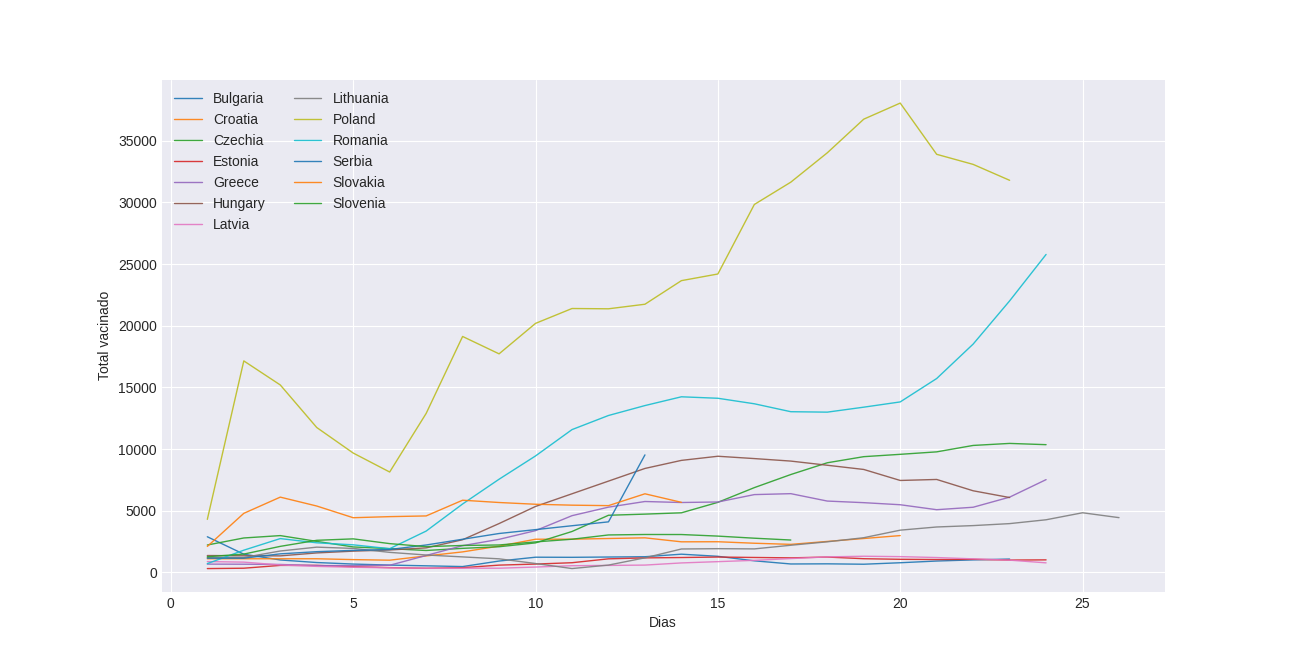 Bulgaria
Croatia
Czechia
Estonia
Greece
Hungary
Latvia
Lithuania
Poland
Romania
Serbia
Slovakia
Slovenia
Total vacinado
35000
30000
25000
20000
15000
10000
5000
0
0 5 10 15 20 25
Dias